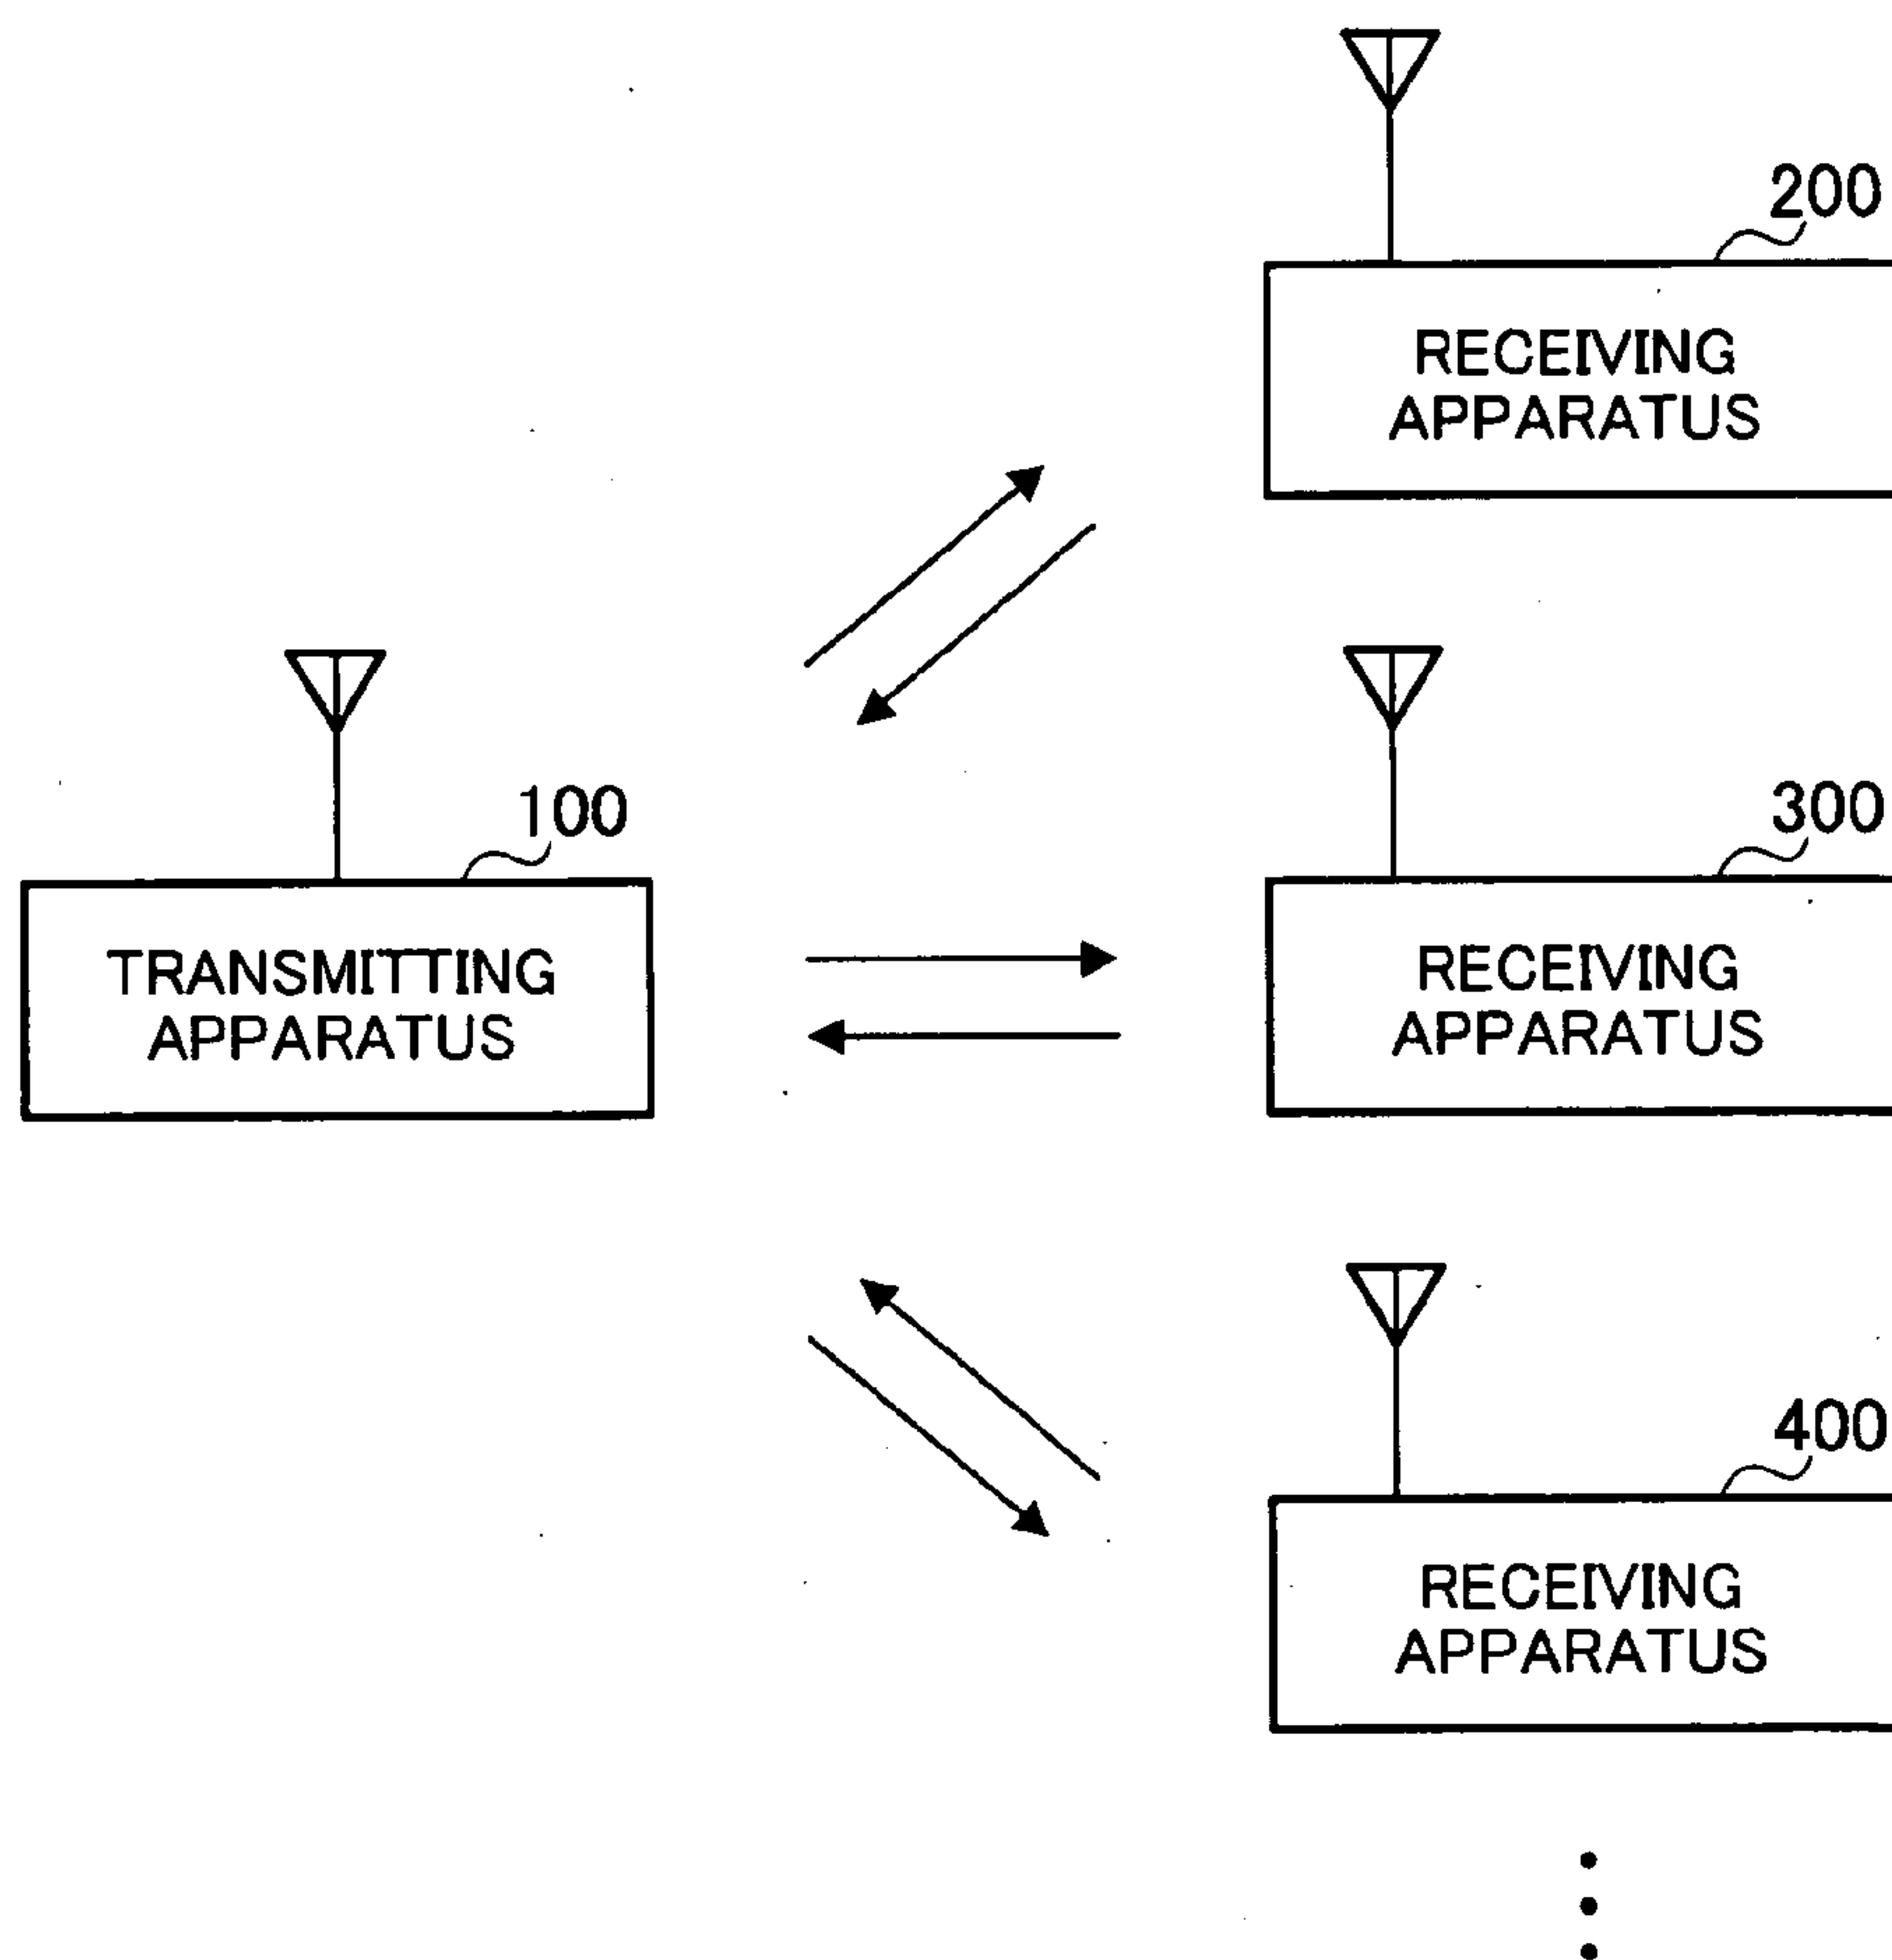 200
RECEIVING
APPARATUS
100
TRANSMITTING
APPARATUS
300
RECEIVING
APPARATUS
400
RECEIVING
APPARATUS